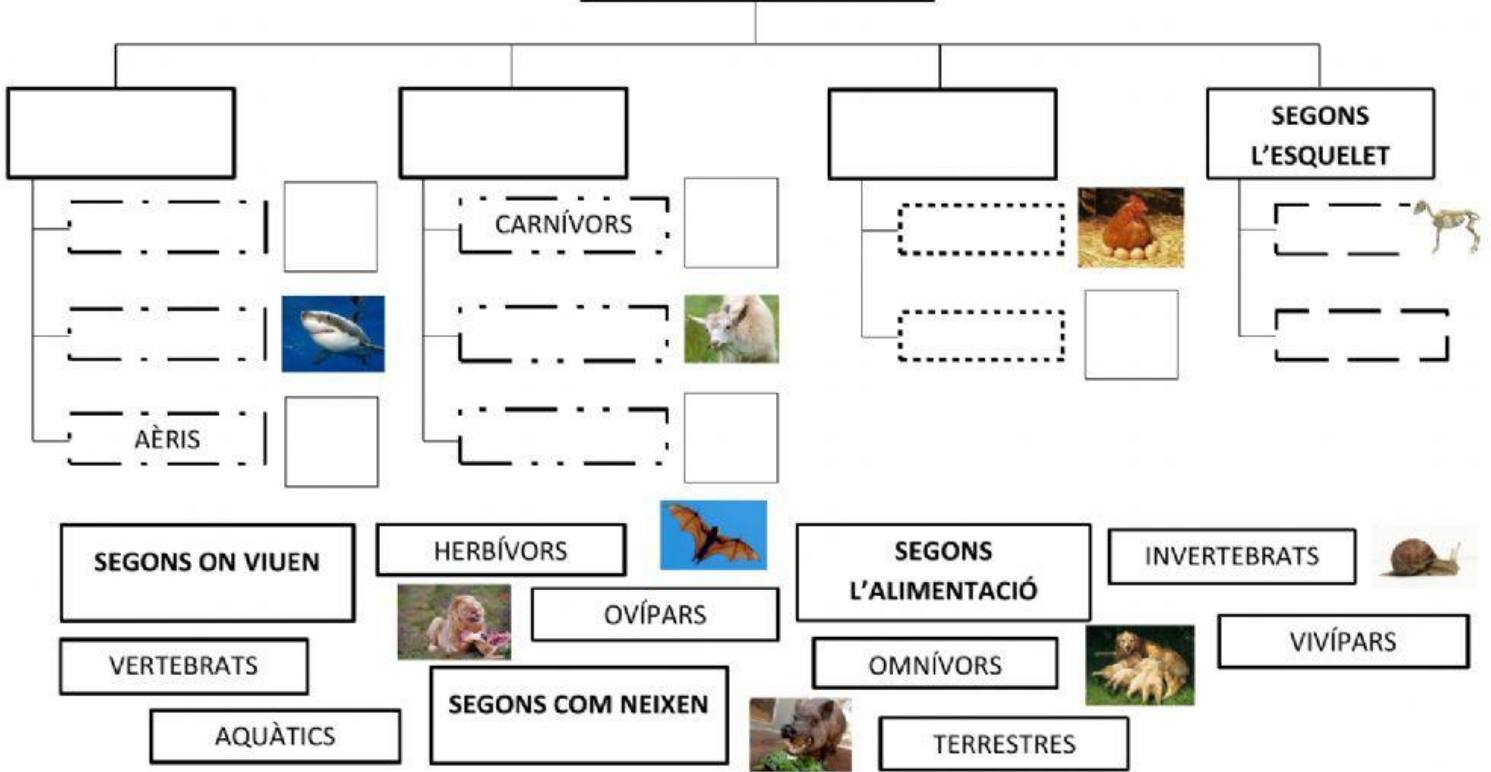 SEGONS
L'ESQUELET
CARNÍVORS
AÈRIS
SEGONS ON VIUEN
HERBÍVORS
SEGONS
L'ALIMENTACIÓ
INVERTEBRATS
OVÍPARS
VIVÍPARS
VERTEBRATS
OMNÍVORS
SEGONS COM NEIXEN
AQUÀTICS
TERRESTRES